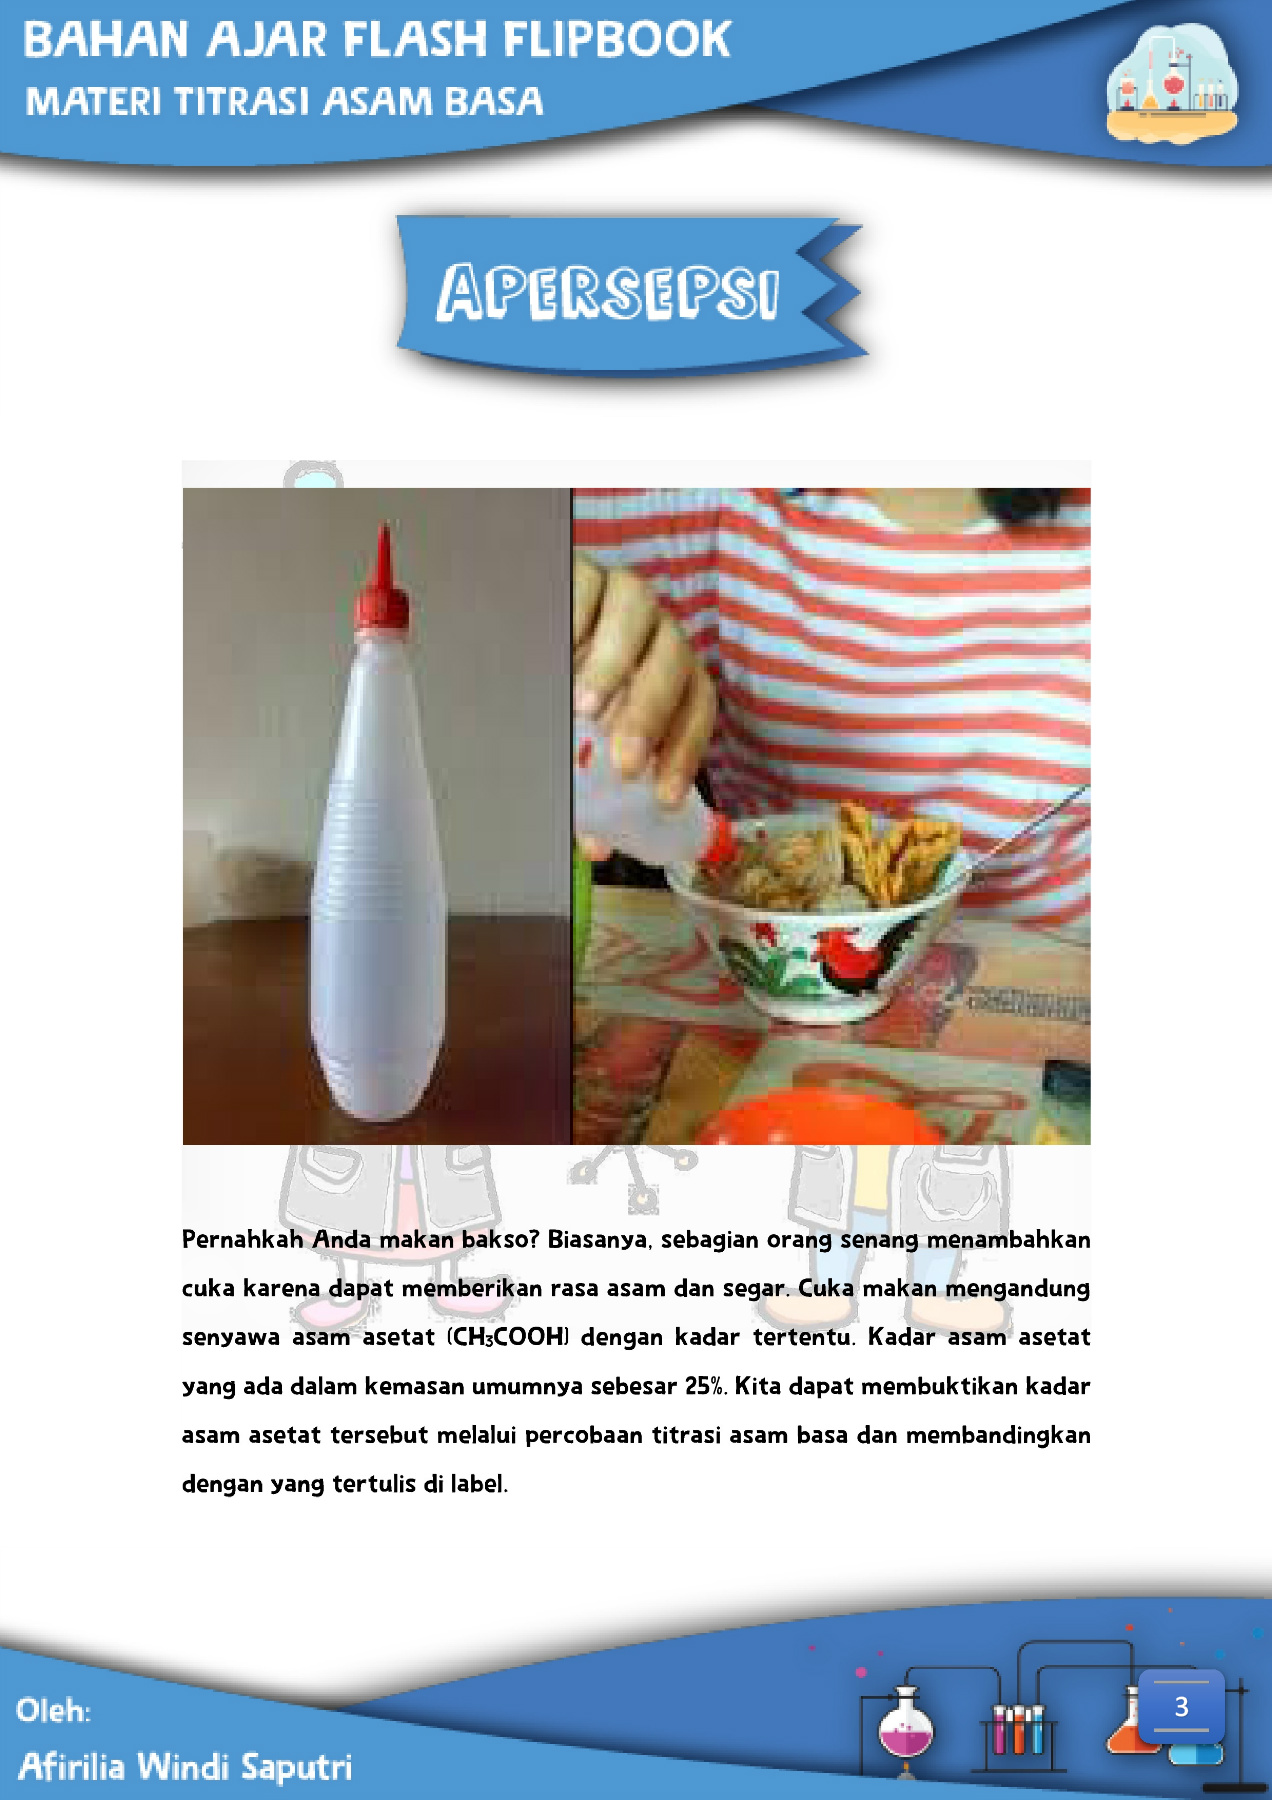 BAHAN AJAR FLASH FLIPBOOK
MATERI TITRASI ASAM BASA
APERSEPSI
Pernahkah Anda makan bakso? Biasanya, sebagian orang senang menambahkan
cuka karena dapat memberikan rasa asam dan segar. Cuka makan mengandung
senyawa asam asetat (CH₃COOH) dengan kadar tertentu. Kadar asam asetat
yang ada dalam kemasan umumnya sebesar 25%. Kita dapat membuktikan kadar
asam asetat tersebut melalui percobaan titrasi asam basa dan membandingkan
dengan yang tertulis di label.
Oleh:
Afirilia Windi Saputri
3